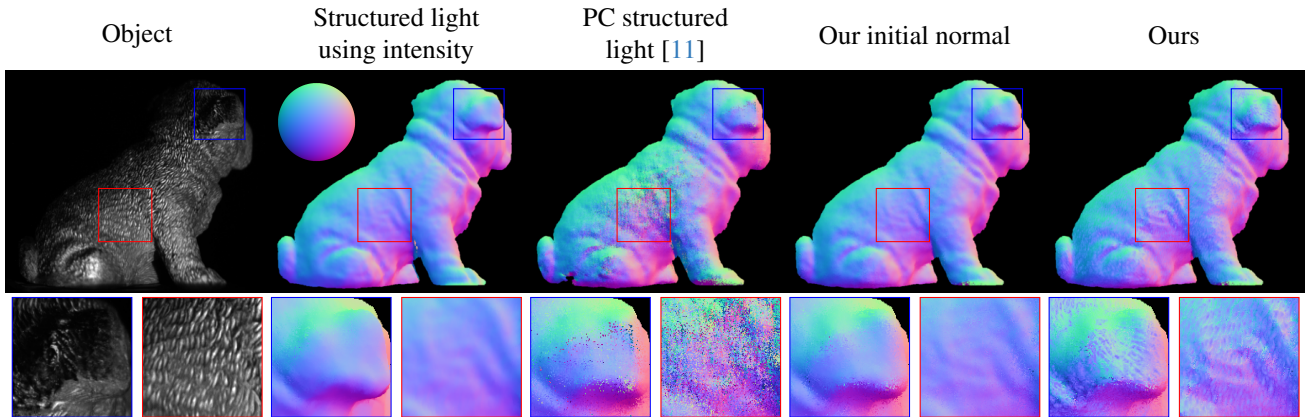 Object
Structured light
using intensity
PC structured
light [11]
Our initial normal
Ours